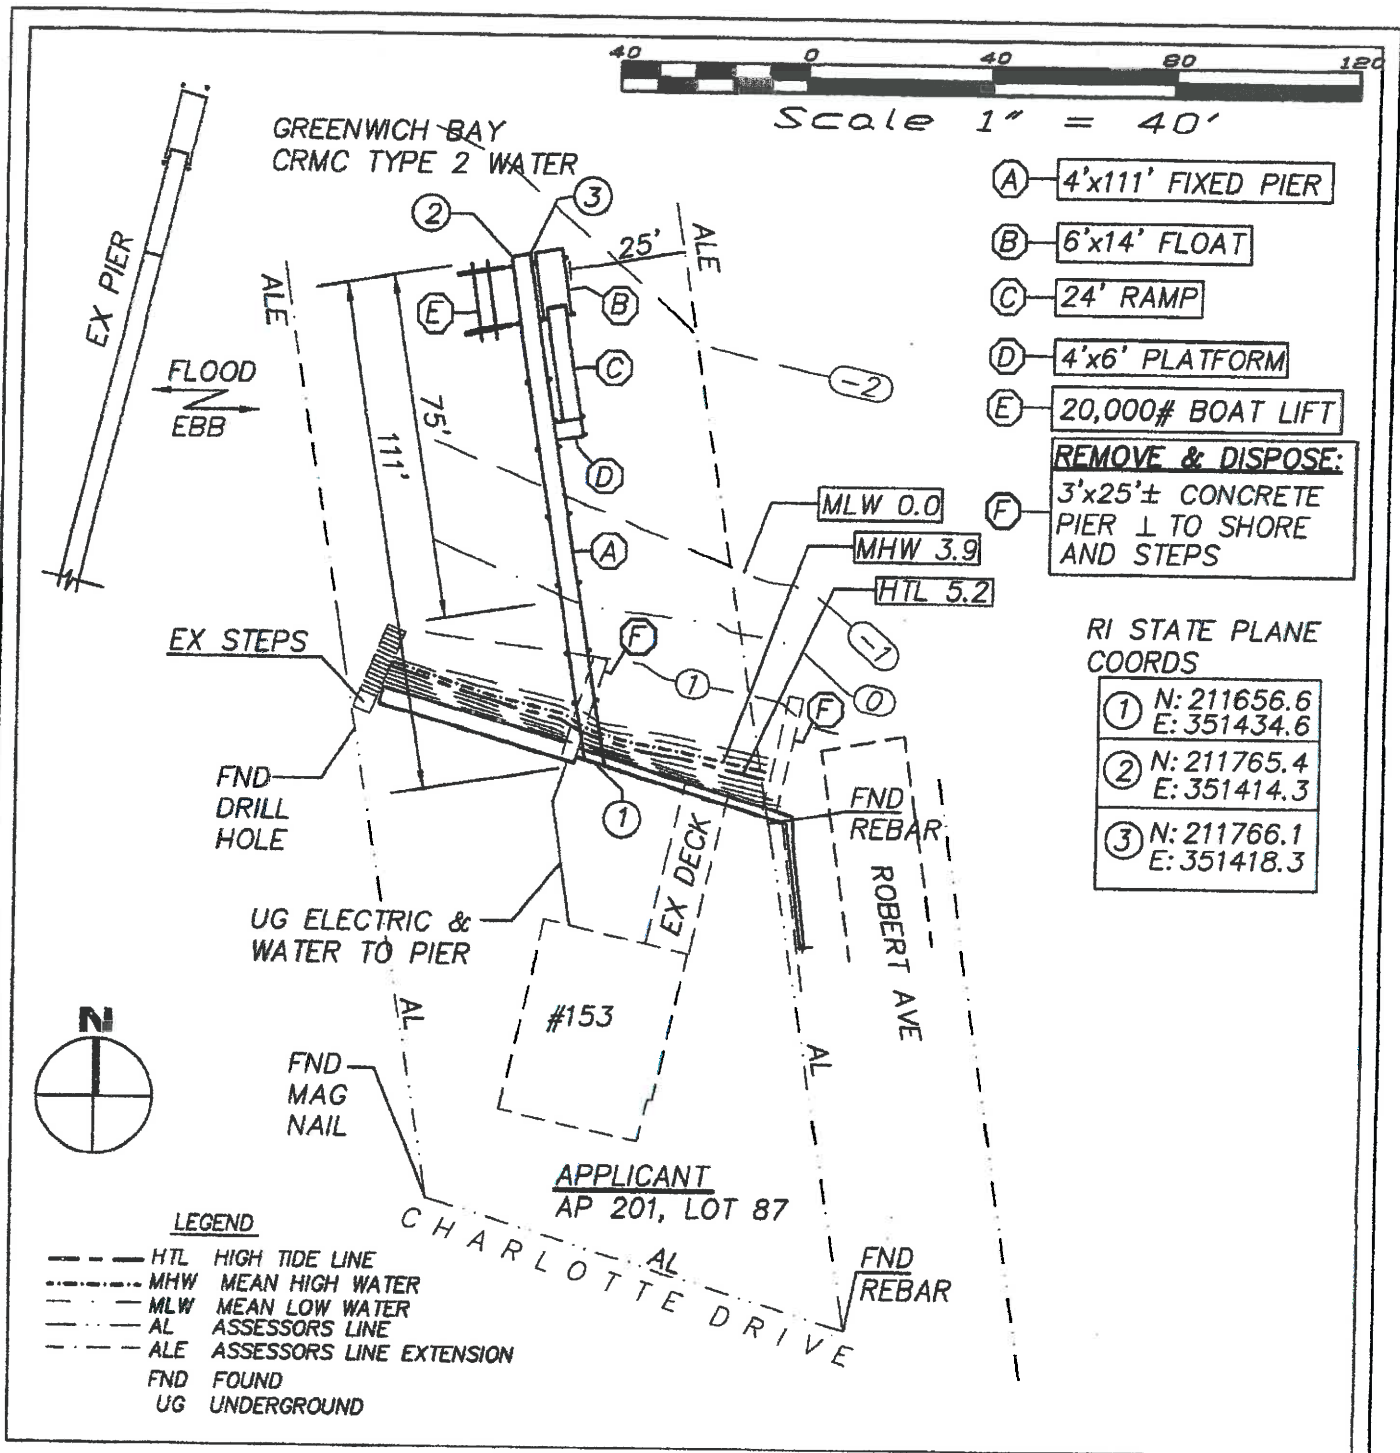 40 0 40 80 120
Scale 1" = 40'
GREENWICH BAY
CRMC TYPE 2 WATER
EX PIER
FLOOD
EBB
ALE
ALE
2
3
25'
E
B
C
D
A
75'
111'
-2
A 4'x111' FIXED PIER
B 6'x14' FLOAT
C 24' RAMP
D 4'x6' PLATFORM
E 20,000# BOAT LIFT
REMOVE & DISPOSE:
F 3'x25'± CONCRETE
PIER ⊥ TO SHORE
AND STEPS
MLW 0.0
MHW 3.9
HTL 5.2
-1
0
1
F
F
EX STEPS
FND
DRILL
HOLE
1
EX DECK
FND
REBAR
ROBERT AVE
RI STATE PLANE
COORDS
1 N: 211656.6
E: 351434.6
2 N: 211765.4
E: 351414.3
3 N: 211766.1
E: 351418.3
UG ELECTRIC &
WATER TO PIER
#153
AL
AL
N
FND
MAG
NAIL
APPLICANT
AP 201, LOT 87
AL
CHARLOTTE DRIVE
FND
REBAR
LEGEND
HTL HIGH TIDE LINE
MHW MEAN HIGH WATER
MLW MEAN LOW WATER
AL ASSESSORS LINE
ALE ASSESSORS LINE EXTENSION
FND FOUND
UG UNDERGROUND